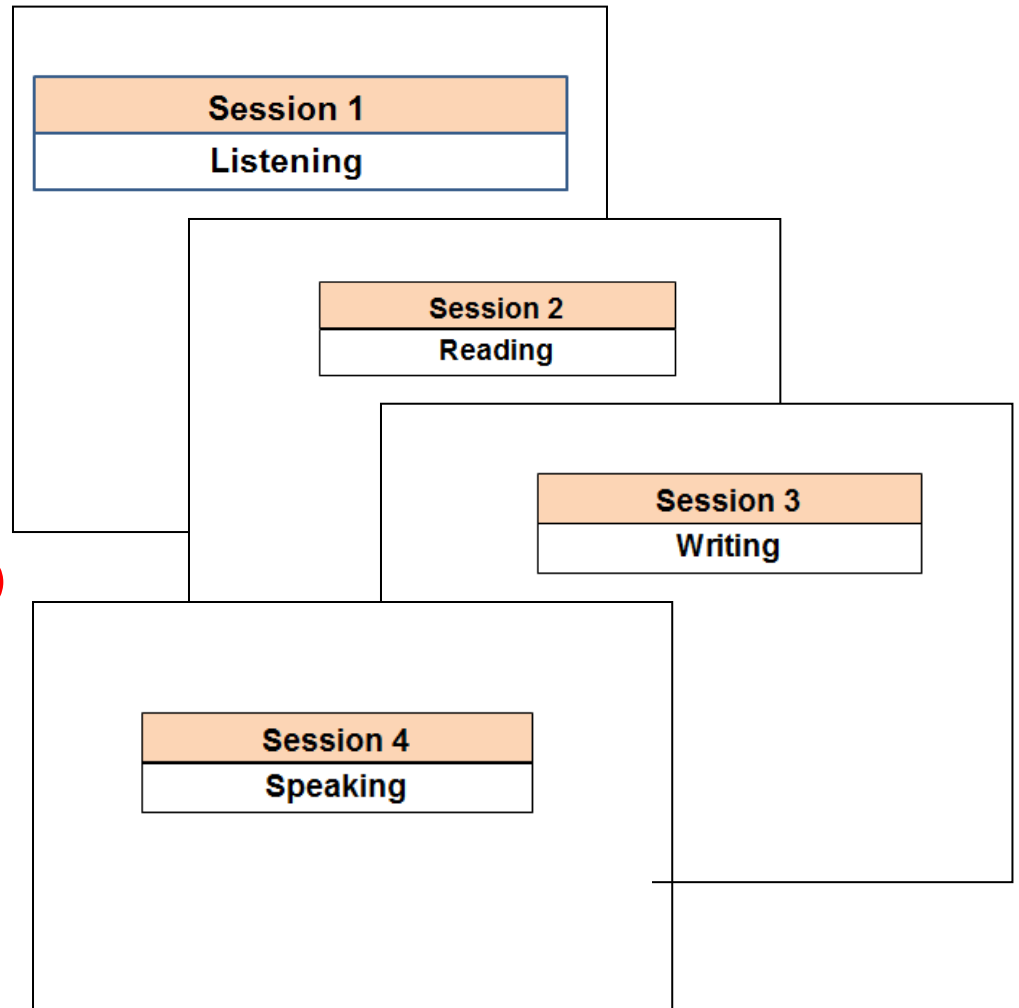 Session 1
Listening
Session 2
Reading
Session 3
Writing
Session 4
Speaking